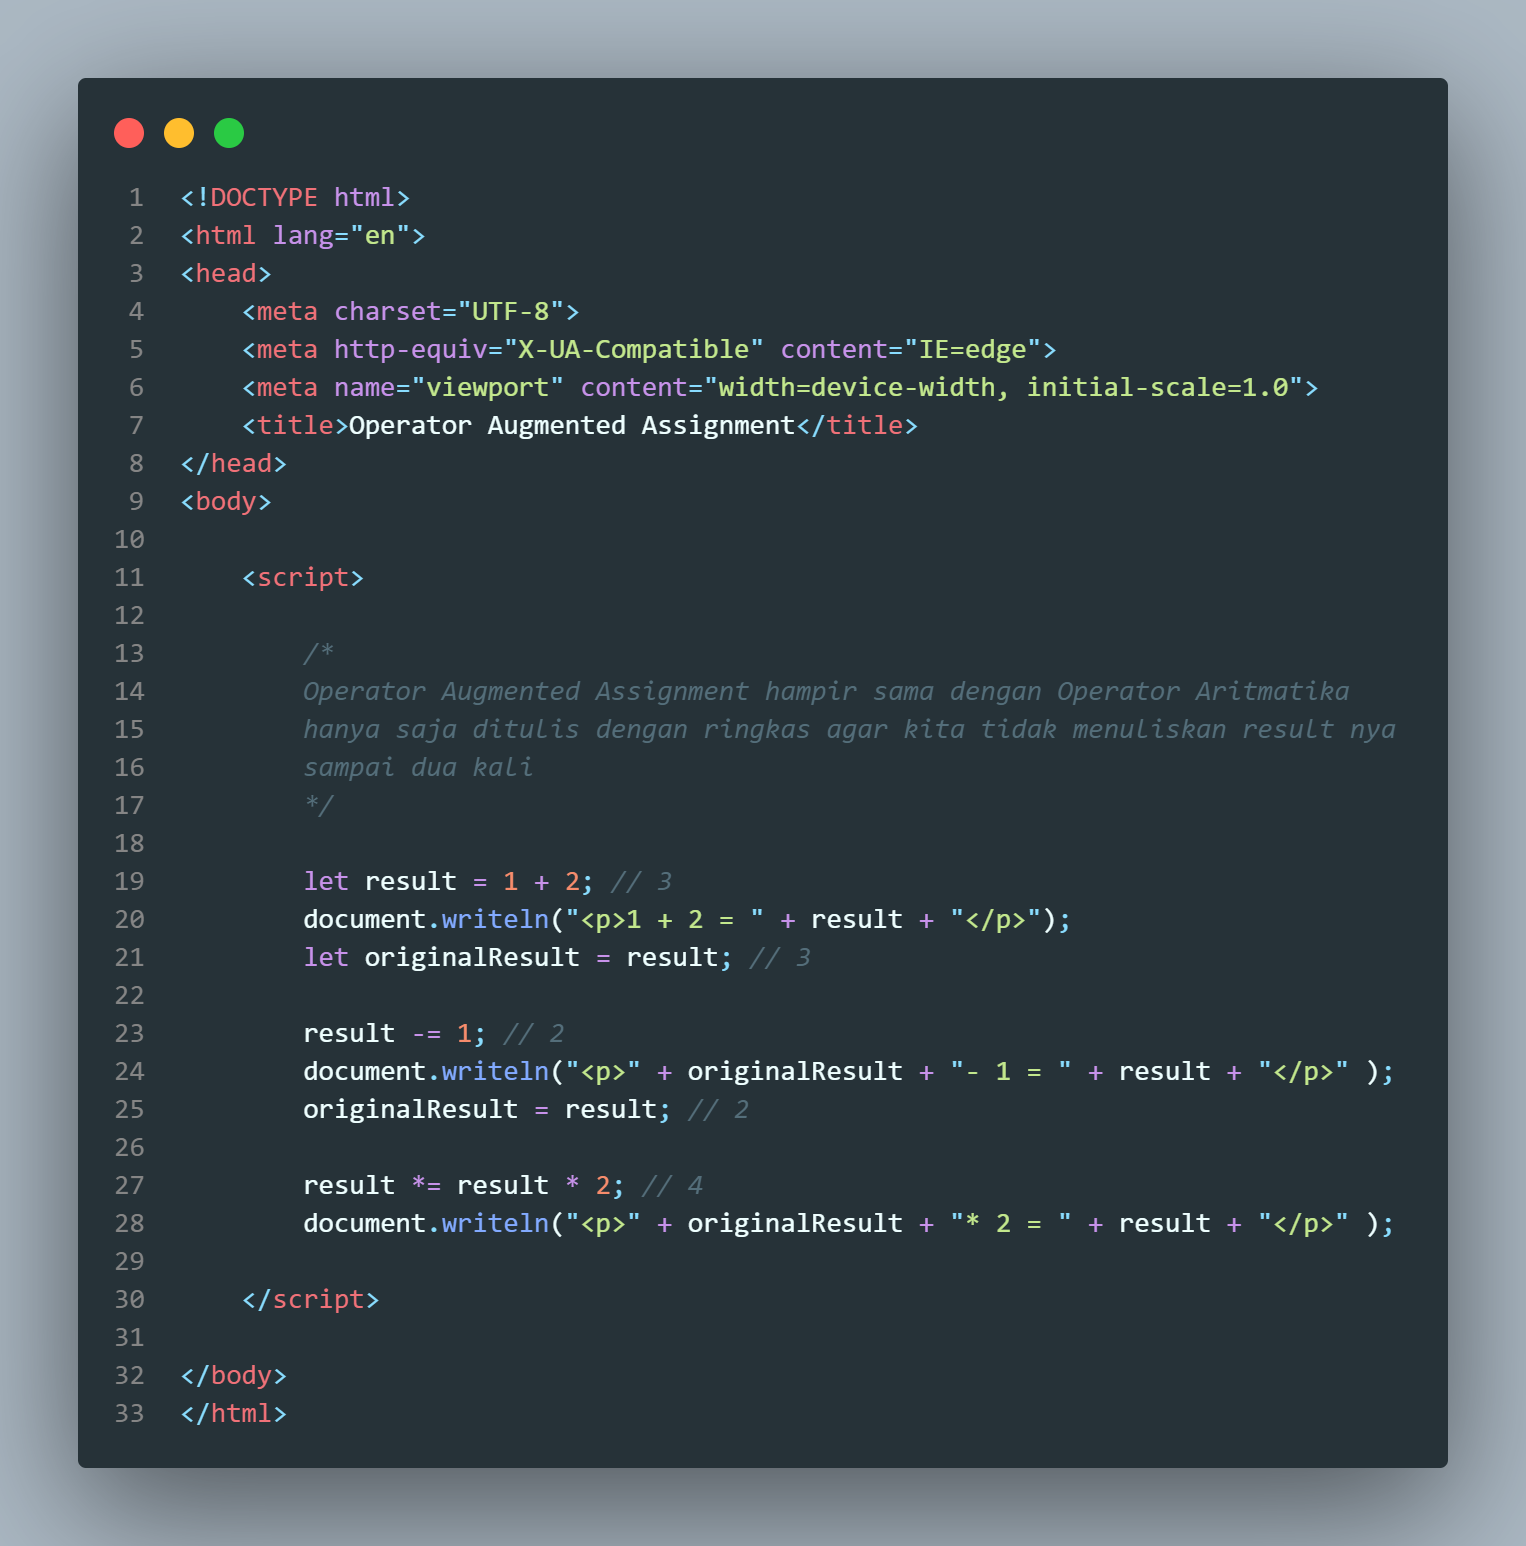 1 <!DOCTYPE html>
2 <html lang="en">
3 <head>
4     <meta charset="UTF-8">
5     <meta http-equiv="X-UA-Compatible" content="IE=edge">
6     <meta name="viewport" content="width=device-width, initial-scale=1.0">
7     <title>Operator Augmented Assignment</title>
8 </head>
9 <body>
10
11     <script>
12
13         /*
14         Operator Augmented Assignment hampir sama dengan Operator Aritmatika
15         hanya saja ditulis dengan ringkas agar kita tidak menuliskan result nya
16         sampai dua kali
17         */
18
19         let result = 1 + 2; // 3
20         document.writeln("<p>1 + 2 = " + result + "</p>");
21         let originalResult = result; // 3
22
23         result -= 1; // 2
24         document.writeln("<p>" + originalResult + "- 1 = " + result + "</p>" );
25         originalResult = result; // 2
26
27         result *= result * 2; // 4
28         document.writeln("<p>" + originalResult + "* 2 = " + result + "</p>" );
29
30     </script>
31
32 </body>
33 </html>